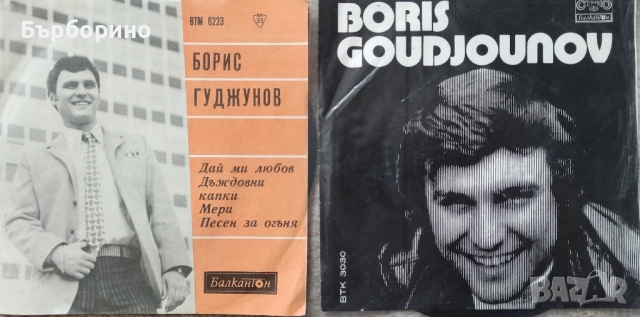 Бърборино
ВТМ 6223
33
БОРИС
ГУДЖУНОВ
Дай ми любов
Дъждовни
капки
Мери
Песен за огъня
Балкантон
BORIS
GOUDJOUNOV
Балкантон
ВТК 3030
BAZAR.BG